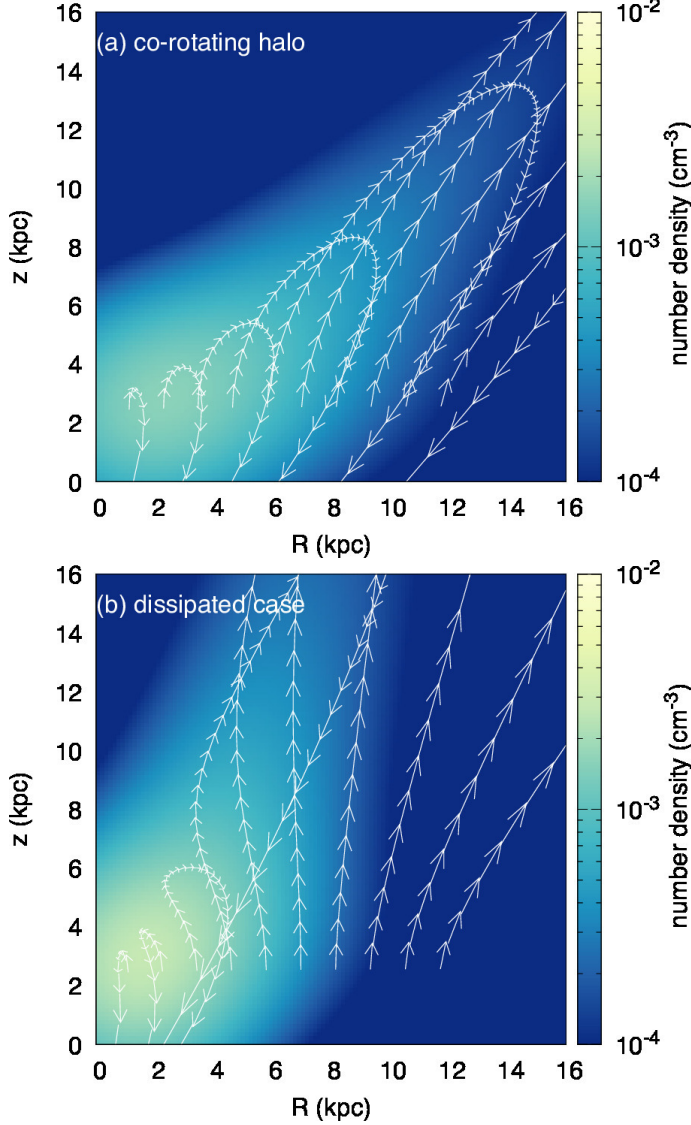 (a) co-rotating halo
16
14
12
10
8
6
4
2
0
z (kpc)
0 2 4 6 8 10 12 14 16
R (kpc)
10-2
10-3
10-4
number density (cm-3)
(b) dissipated case
16
14
12
10
8
6
4
2
0
z (kpc)
0 2 4 6 8 10 12 14 16
R (kpc)
10-2
10-3
10-4
number density (cm-3)